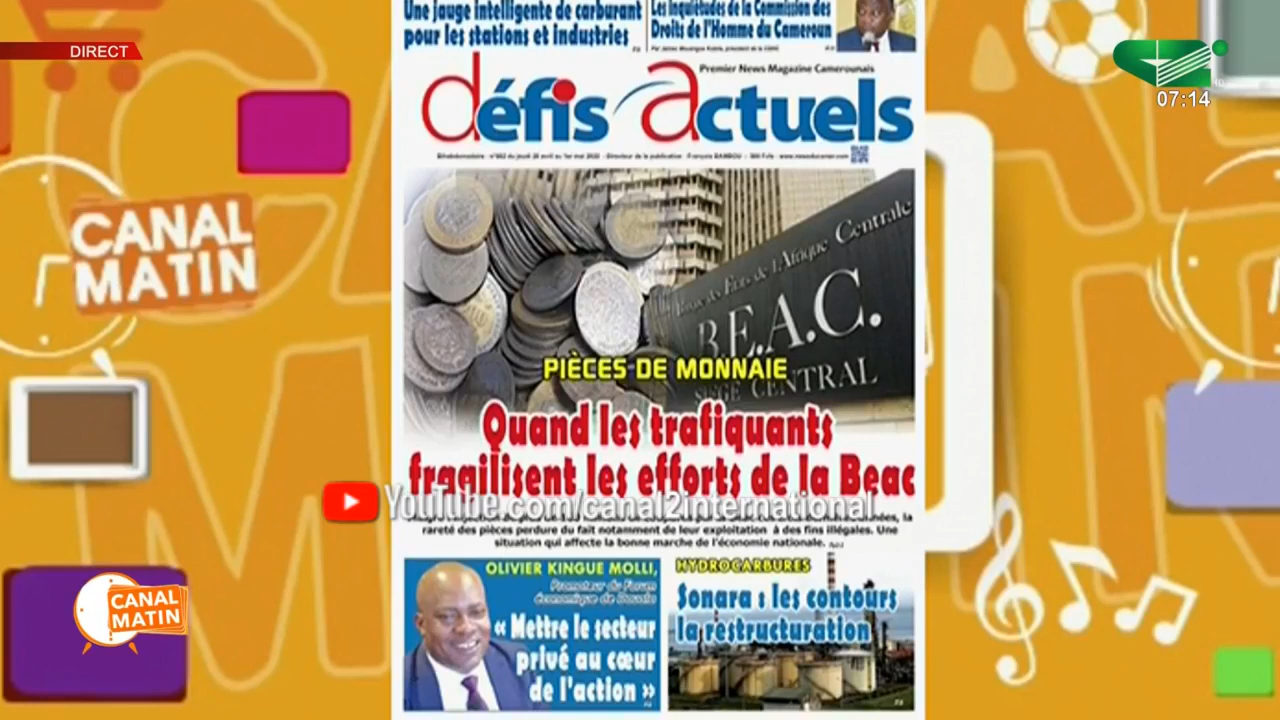 DIRECT
07:14
CANAL
MATIN
CANAL
MATIN
Une jauge intelligente de carburant
pour les stations et industries
Les inquiétudes de la Commission des
Droits de l'Homme du Cameroun
Premier News Magazine Camerounais
défis actuels
B.E.A.C.
SIEGE CENTRAL
PIÈCES DE MONNAIE
Quand les trafiquants
fragilisent les efforts de la Beac
YouTube.com/canal2international
rareté des pièces perdure du fait notamment de leur exploitation à des fins illégales. Une
situation qui affecte la bonne marche de l'économie nationale.
OLIVIER KINGUE MOLLI,
Promoteur du Forum
économique de Douala
« Mettre le secteur
privé au cœur
de l'action »
HYDROCARBURES
Sonara : les contours
la restructuration